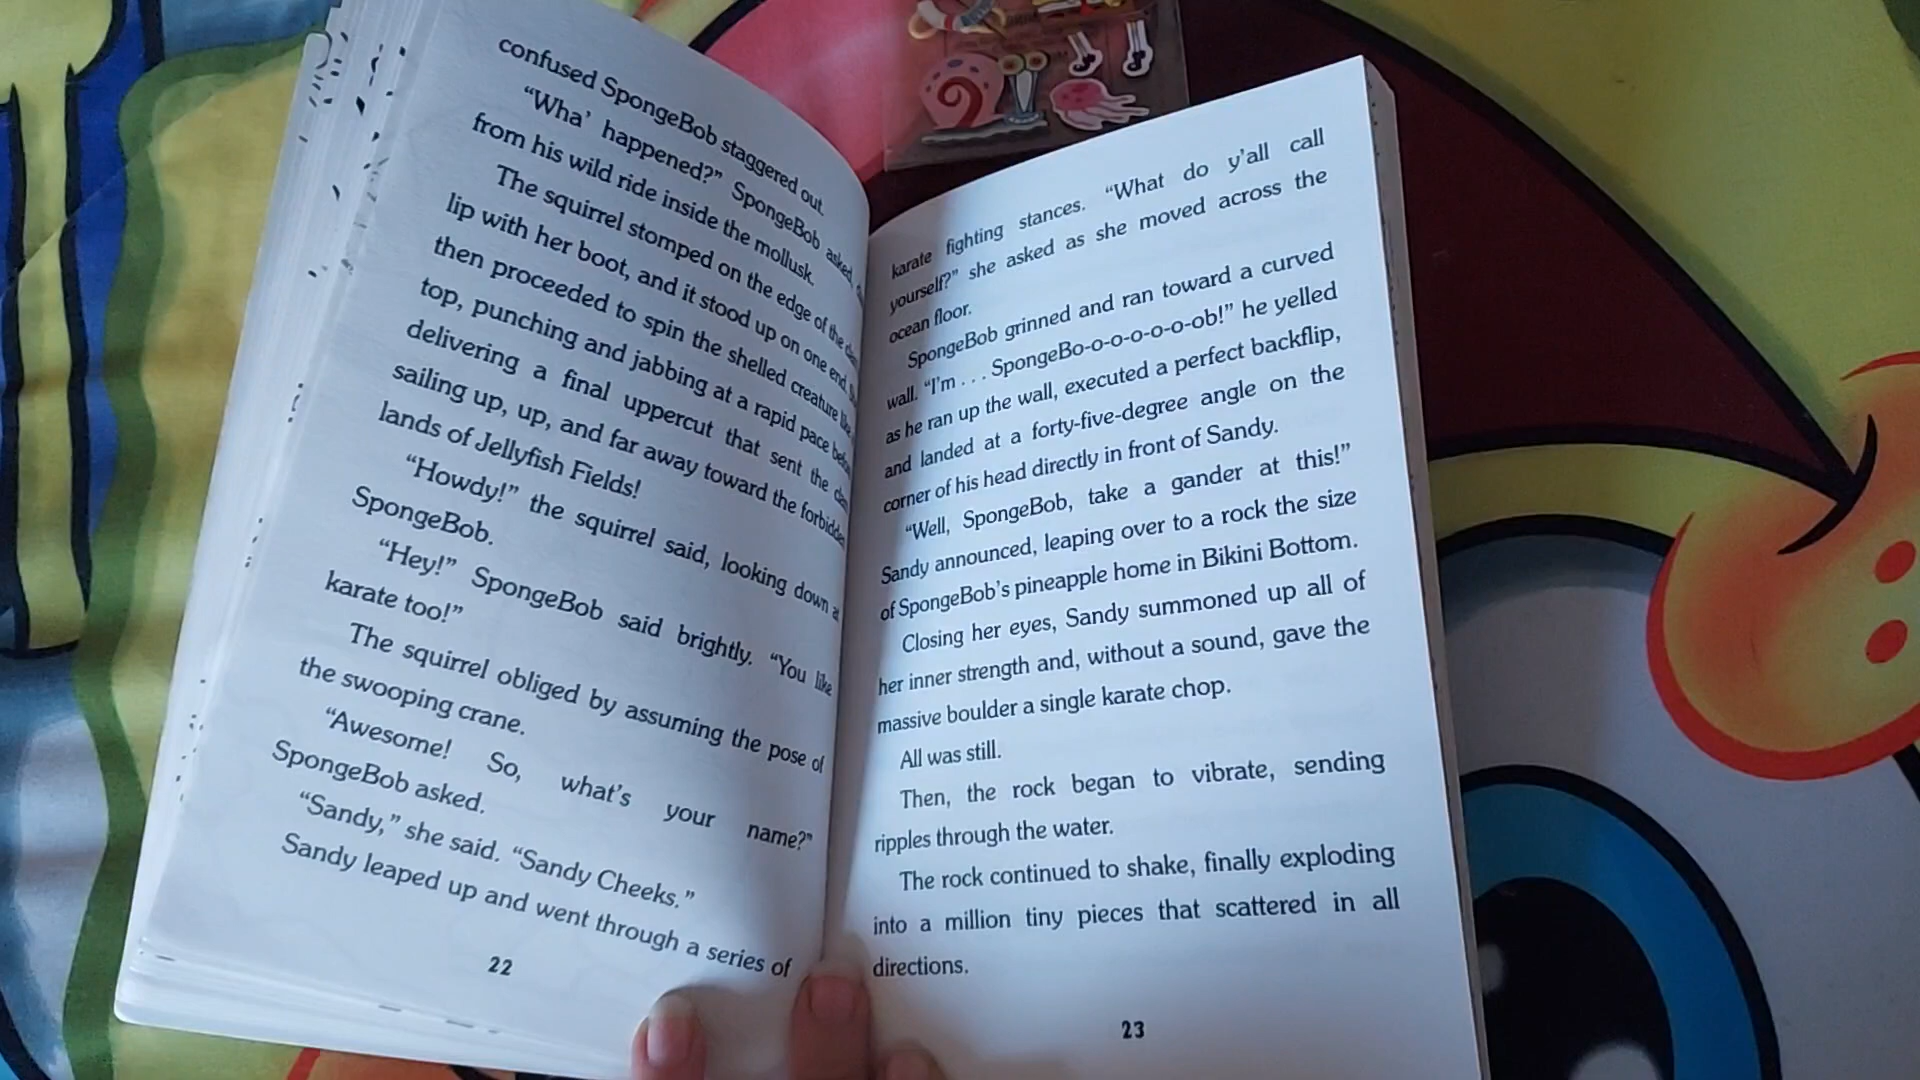 confused SpongeBob staggered out.
“Wha’ happened?” SpongeBob asked,
from his wild ride inside the mollusk.
The squirrel stomped on the edge of the
lip with her boot, and it stood up on one end.
then proceeded to spin the shelled creature like
top, punching and jabbing at a rapid pace
delivering a final uppercut that sent the
sailing up, up, and far away toward the
lands of Jellyfish Fields!
“Howdy!” the squirrel said, looking down
SpongeBob.
“Hey!” SpongeBob said brightly. “You like
karate too!”
The squirrel obliged by assuming the pose of
the swooping crane.
“Awesome! So, what’s your name?”
SpongeBob asked.
“Sandy,” she said. “Sandy Cheeks.”
Sandy leaped up and went through a series of
22
karate fighting stances. “What do y’all call
yourself?” she asked as she moved across the
ocean floor.
SpongeBob grinned and ran toward a curved
wall. “I’m . . . SpongeBo-o-o-o-o-o-ob!” he yelled
as he ran up the wall, executed a perfect backflip,
and landed at a forty-five-degree angle on the
corner of his head directly in front of Sandy.
“Well, SpongeBob, take a gander at this!”
Sandy announced, leaping over to a rock the size
of SpongeBob’s pineapple home in Bikini Bottom.
Closing her eyes, Sandy summoned up all of
her inner strength and, without a sound, gave the
massive boulder a single karate chop.
All was still.
Then, the rock began to vibrate, sending
ripples through the water.
The rock continued to shake, finally exploding
into a million tiny pieces that scattered in all
directions.
23